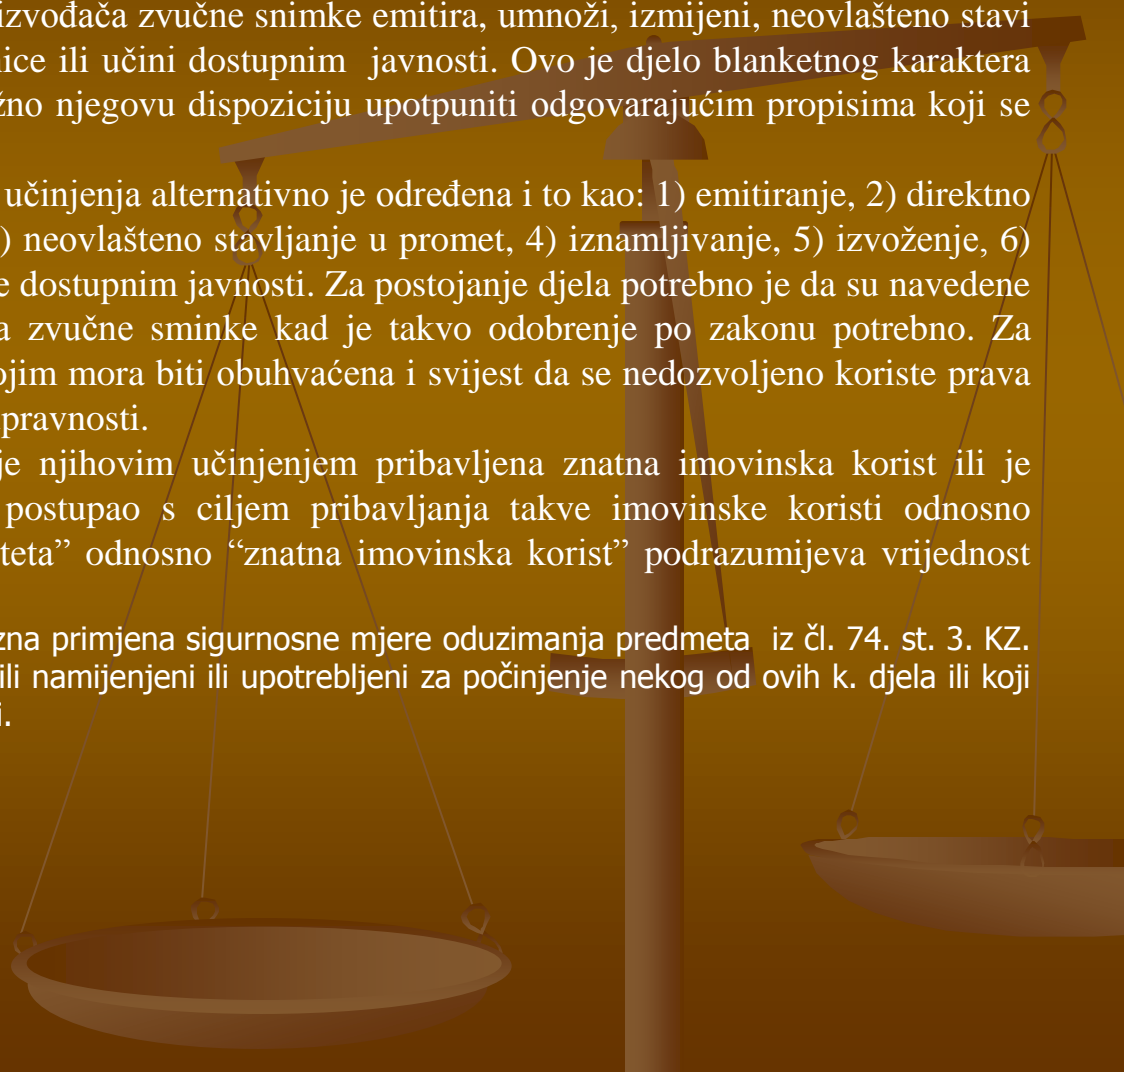 izvođača zvučne snimke emitira, umnoži, izmijeni, neovlašteno stavi
nice ili učini dostupnim javnosti. Ovo je djelo blanketnog karaktera
žno njegovu dispoziciju upotpuniti odgovarajućim propisima koji se
učinjenja alternativno je određena i to kao: 1) emitiranje, 2) direktno
) neovlašteno stavljanje u promet, 4) iznamljivanje, 5) izvoženje, 6)
e dostupnim javnosti. Za postojanje djela potrebno je da su navedene
a zvučne sminke kad je takvo odobrenje po zakonu potrebno. Za
ojim mora biti obuhvaćena i svijest da se nedozvoljeno koriste prava
pravnosti.
je njihovim učinjenjem pribavljena znatna imovinska korist ili je
postupao s ciljem pribavljanja takve imovinske koristi odnosno
teta” odnosno “znatna imovinska korist” podrazumijeva vrijednost
zna primjena sigurnosne mjere oduzimanja predmeta iz čl. 74. st. 3. KZ.
ili namijenjeni ili upotrebljeni za počinjenje nekog od ovih k. djela ili koji
i.